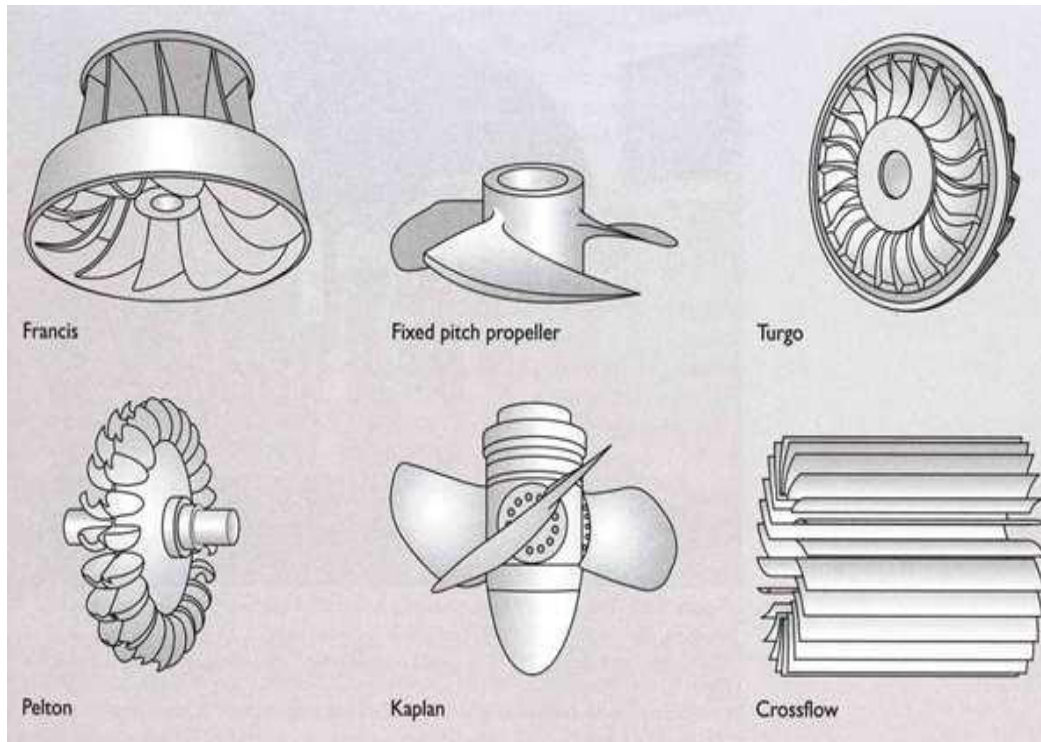 Francis
Fixed pitch propeller
Turgo
Pelton
Kaplan
Crossflow